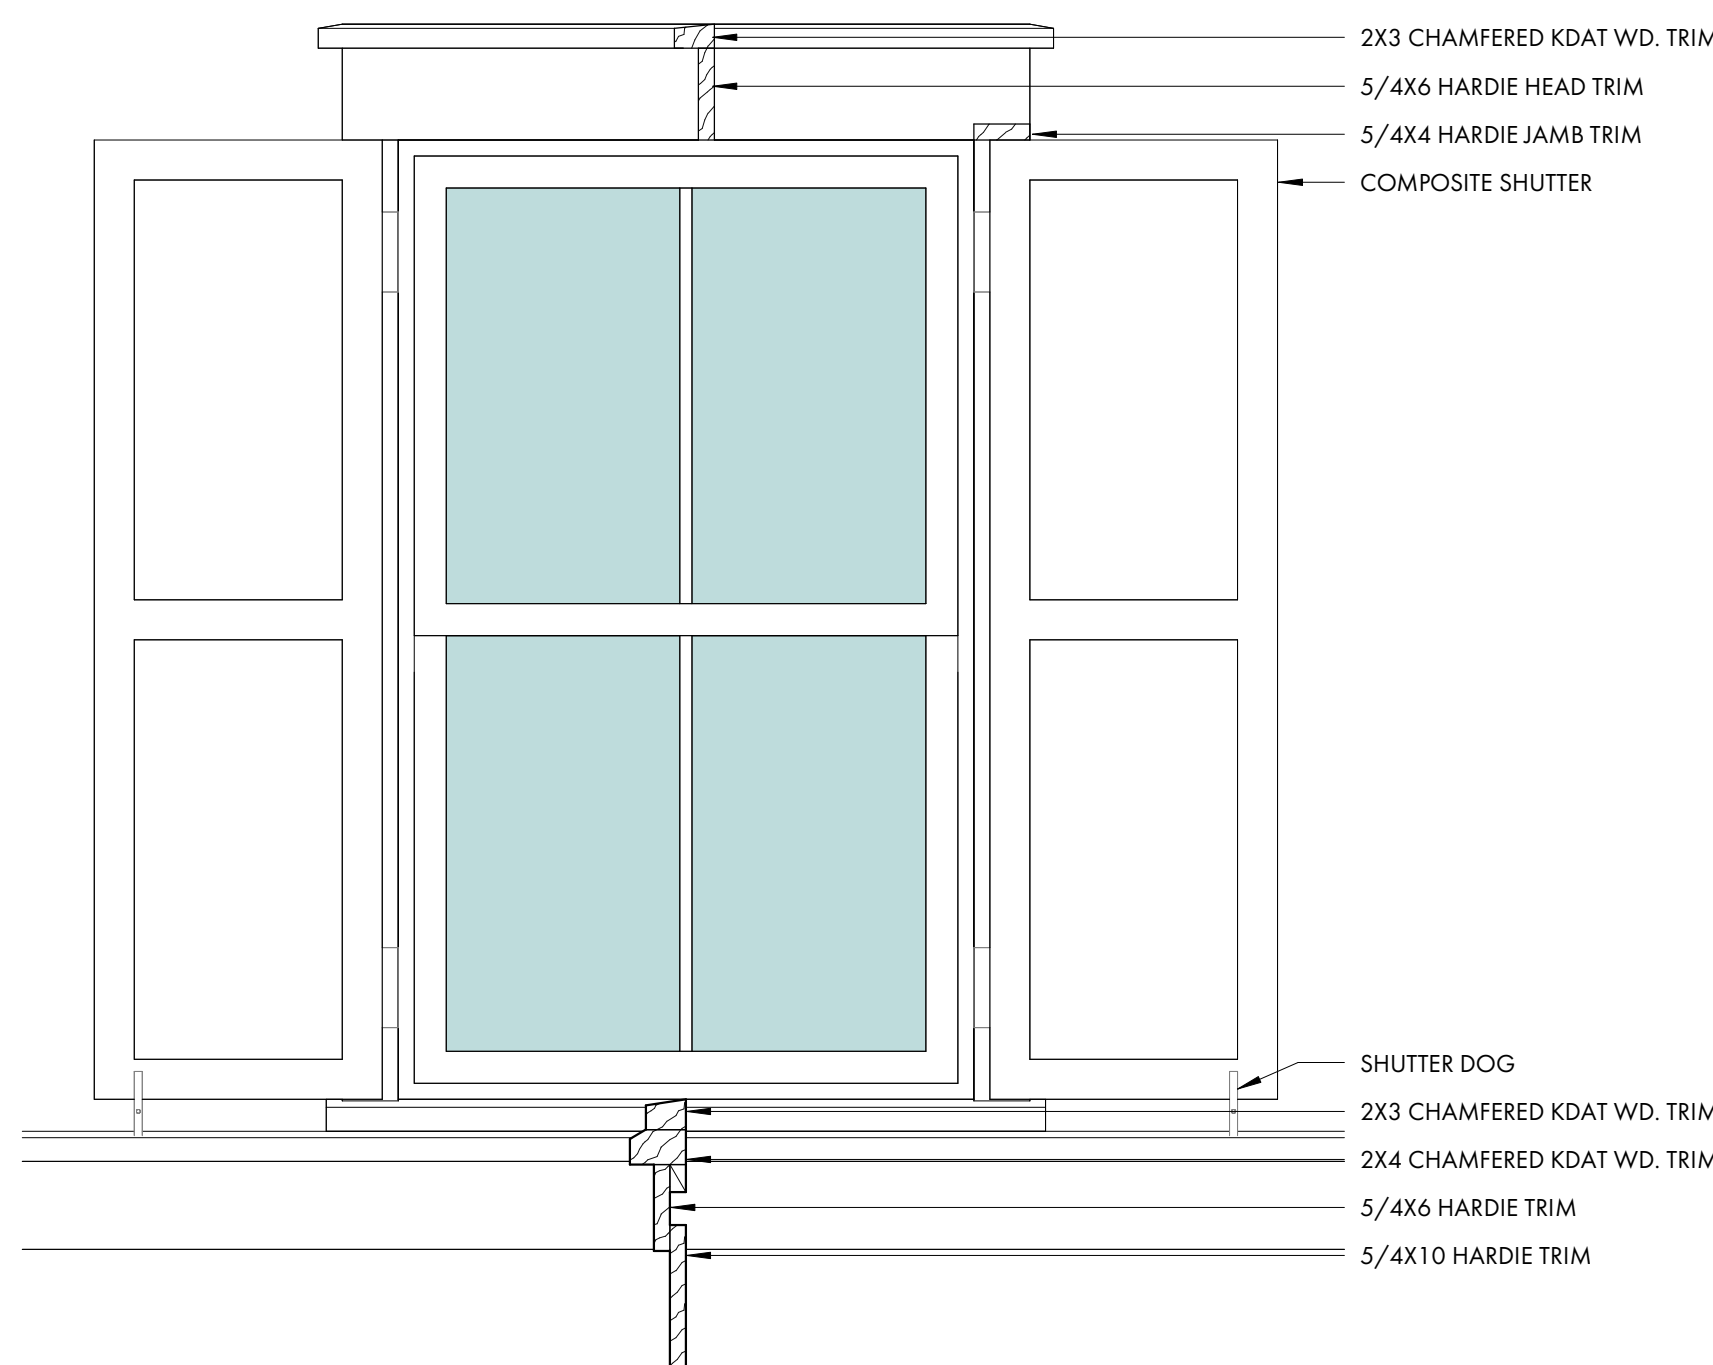 2X3 CHAMFERED KDAT WD. TRIM
5/4X6 HARDIE HEAD TRIM
5/4X4 HARDIE JAMB TRIM
COMPOSITE SHUTTER
SHUTTER DOG
2X3 CHAMFERED KDAT WD. TRIM
2X4 CHAMFERED KDAT WD. TRIM
5/4X6 HARDIE TRIM
5/4X10 HARDIE TRIM